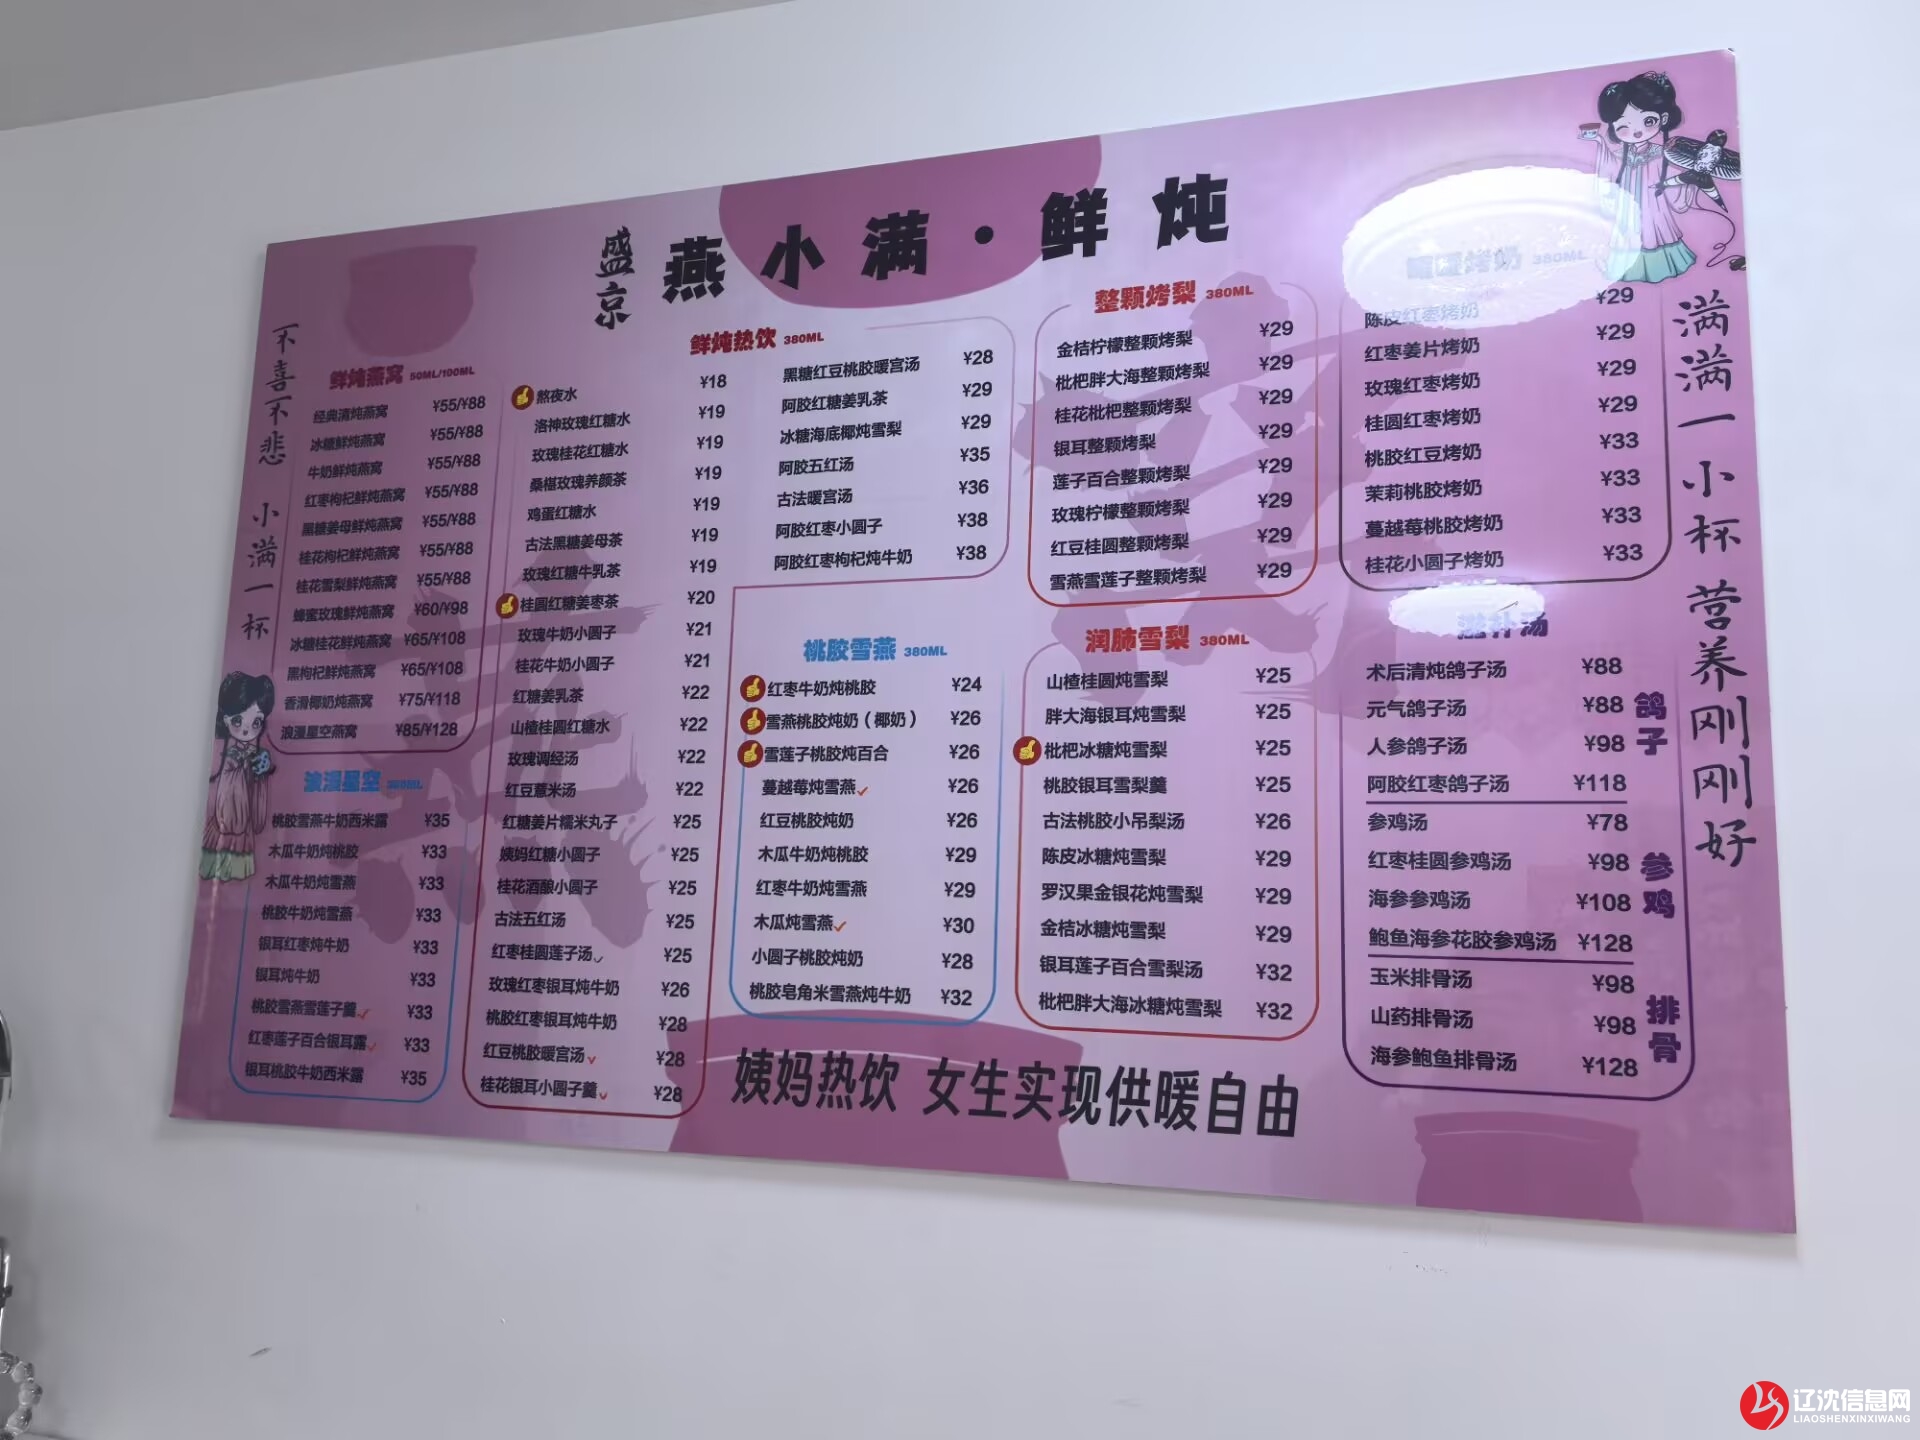 盛京
燕小满·鲜炖
不喜不悲 小满一杯
满满一小杯 营养刚刚好
鲜炖燕窝 50ML/100ML
经典清炖燕窝 ¥55/¥88
冰糖鲜炖燕窝 ¥55/¥88
牛奶鲜炖燕窝 ¥55/¥88
红枣枸杞鲜炖燕窝 ¥55/¥88
黑糖姜母鲜炖燕窝 ¥55/¥88
桂花枸杞鲜炖燕窝 ¥55/¥88
桂花雪梨鲜炖燕窝 ¥55/¥88
蜂蜜玫瑰鲜炖燕窝 ¥60/¥98
冰糖桂花鲜炖燕窝 ¥65/¥108
黑枸杞鲜炖燕窝 ¥65/¥108
香滑椰奶炖燕窝 ¥75/¥118
浪漫星空燕窝 ¥85/¥128
浪漫星空 380ML
桃胶雪燕牛奶西米露 ¥35
木瓜牛奶炖桃胶 ¥33
木瓜牛奶炖雪燕 ¥33
桃胶牛奶炖雪燕 ¥33
银耳红枣炖牛奶 ¥33
银耳炖牛奶 ¥33
桃胶雪燕雪莲子羹 ¥33
红枣莲子百合银耳露 ¥33
银耳桃胶牛奶西米露 ¥35
鲜炖热饮 380ML
熬夜水 ¥18
洛神玫瑰红糖水 ¥19
玫瑰桂花红糖水 ¥19
桑椹玫瑰养颜茶 ¥19
鸡蛋红糖水 ¥19
古法黑糖姜母茶 ¥19
玫瑰红糖牛乳茶 ¥19
桂圆红糖姜枣茶 ¥20
玫瑰牛奶小圆子 ¥21
桂花牛奶小圆子 ¥21
红糖姜乳茶 ¥22
山楂桂圆红糖水 ¥22
玫瑰调经汤 ¥22
红豆薏米汤 ¥22
红糖姜片糯米丸子 ¥25
姨妈红糖小圆子 ¥25
桂花酒酿小圆子 ¥25
古法五红汤 ¥25
红枣桂圆莲子汤 ¥25
玫瑰红枣银耳炖牛奶 ¥26
桃胶红枣银耳炖牛奶 ¥28
红豆桃胶暖宫汤 ¥28
桂花银耳小圆子羹 ¥28
黑糖红豆桃胶暖宫汤 ¥28
阿胶红糖姜乳茶 ¥29
冰糖海底椰炖雪梨 ¥29
阿胶五红汤 ¥35
古法暖宫汤 ¥36
阿胶红枣小圆子 ¥38
阿胶红枣枸杞炖牛奶 ¥38
桃胶雪燕 380ML
红枣牛奶炖桃胶 ¥24
雪燕桃胶炖奶（椰奶） ¥26
雪莲子桃胶炖百合 ¥26
蔓越莓炖雪燕 ¥26
红豆桃胶炖奶 ¥26
木瓜牛奶炖桃胶 ¥29
红枣牛奶炖雪燕 ¥29
木瓜炖雪燕 ¥30
小圆子桃胶炖奶 ¥28
桃胶皂角米雪燕炖牛奶 ¥32
整颗烤梨 380ML
金桔柠檬整颗烤梨 ¥29
枇杷胖大海整颗烤梨 ¥29
桂花枇杷整颗烤梨 ¥29
银耳整颗烤梨 ¥29
莲子百合整颗烤梨 ¥29
玫瑰柠檬整颗烤梨 ¥29
红豆桂圆整颗烤梨 ¥29
雪燕雪莲子整颗烤梨 ¥29
润肺雪梨 380ML
山楂桂圆炖雪梨 ¥25
胖大海银耳炖雪梨 ¥25
枇杷冰糖炖雪梨 ¥25
桃胶银耳雪梨羹 ¥25
古法桃胶小吊梨汤 ¥26
陈皮冰糖炖雪梨 ¥29
罗汉果金银花炖雪梨 ¥29
金桔冰糖炖雪梨 ¥29
银耳莲子百合雪梨汤 ¥32
枇杷胖大海冰糖炖雪梨 ¥32
暖暖烤奶 380ML
陈皮红枣烤奶 ¥29
红枣姜片烤奶 ¥29
玫瑰红枣烤奶 ¥29
桂圆红枣烤奶 ¥29
桃胶红豆烤奶 ¥33
茉莉桃胶烤奶 ¥33
蔓越莓桃胶烤奶 ¥33
桂花小圆子烤奶 ¥33
滋补汤
术后清炖鸽子汤 ¥88
元气鸽子汤 ¥88
人参鸽子汤 ¥98
阿胶红枣鸽子汤 ¥118
鸽子
参鸡汤 ¥78
红枣桂圆参鸡汤 ¥98
海参参鸡汤 ¥108
鲍鱼海参花胶参鸡汤 ¥128
参鸡
玉米排骨汤 ¥98
山药排骨汤 ¥98
海参鲍鱼排骨汤 ¥128
排骨
姨妈热饮 女生实现供暖自由
辽沈信息网
LIAOSHENXINXIWANG